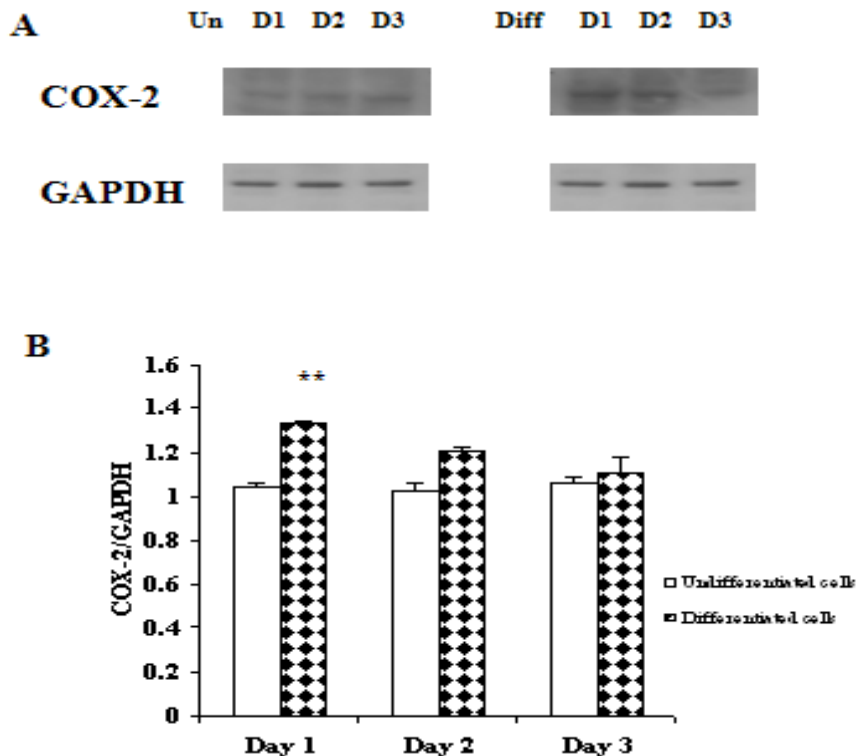 A
Un D1 D2 D3 Diff D1 D2 D3
COX-2
GAPDH
B
COX-2/GAPDH
1.6
1.4
1.2
1
0.8
0.6
0.4
0.2
0
**
Day 1 Day 2 Day 3
Undifferentiated cells
Differentiated cells